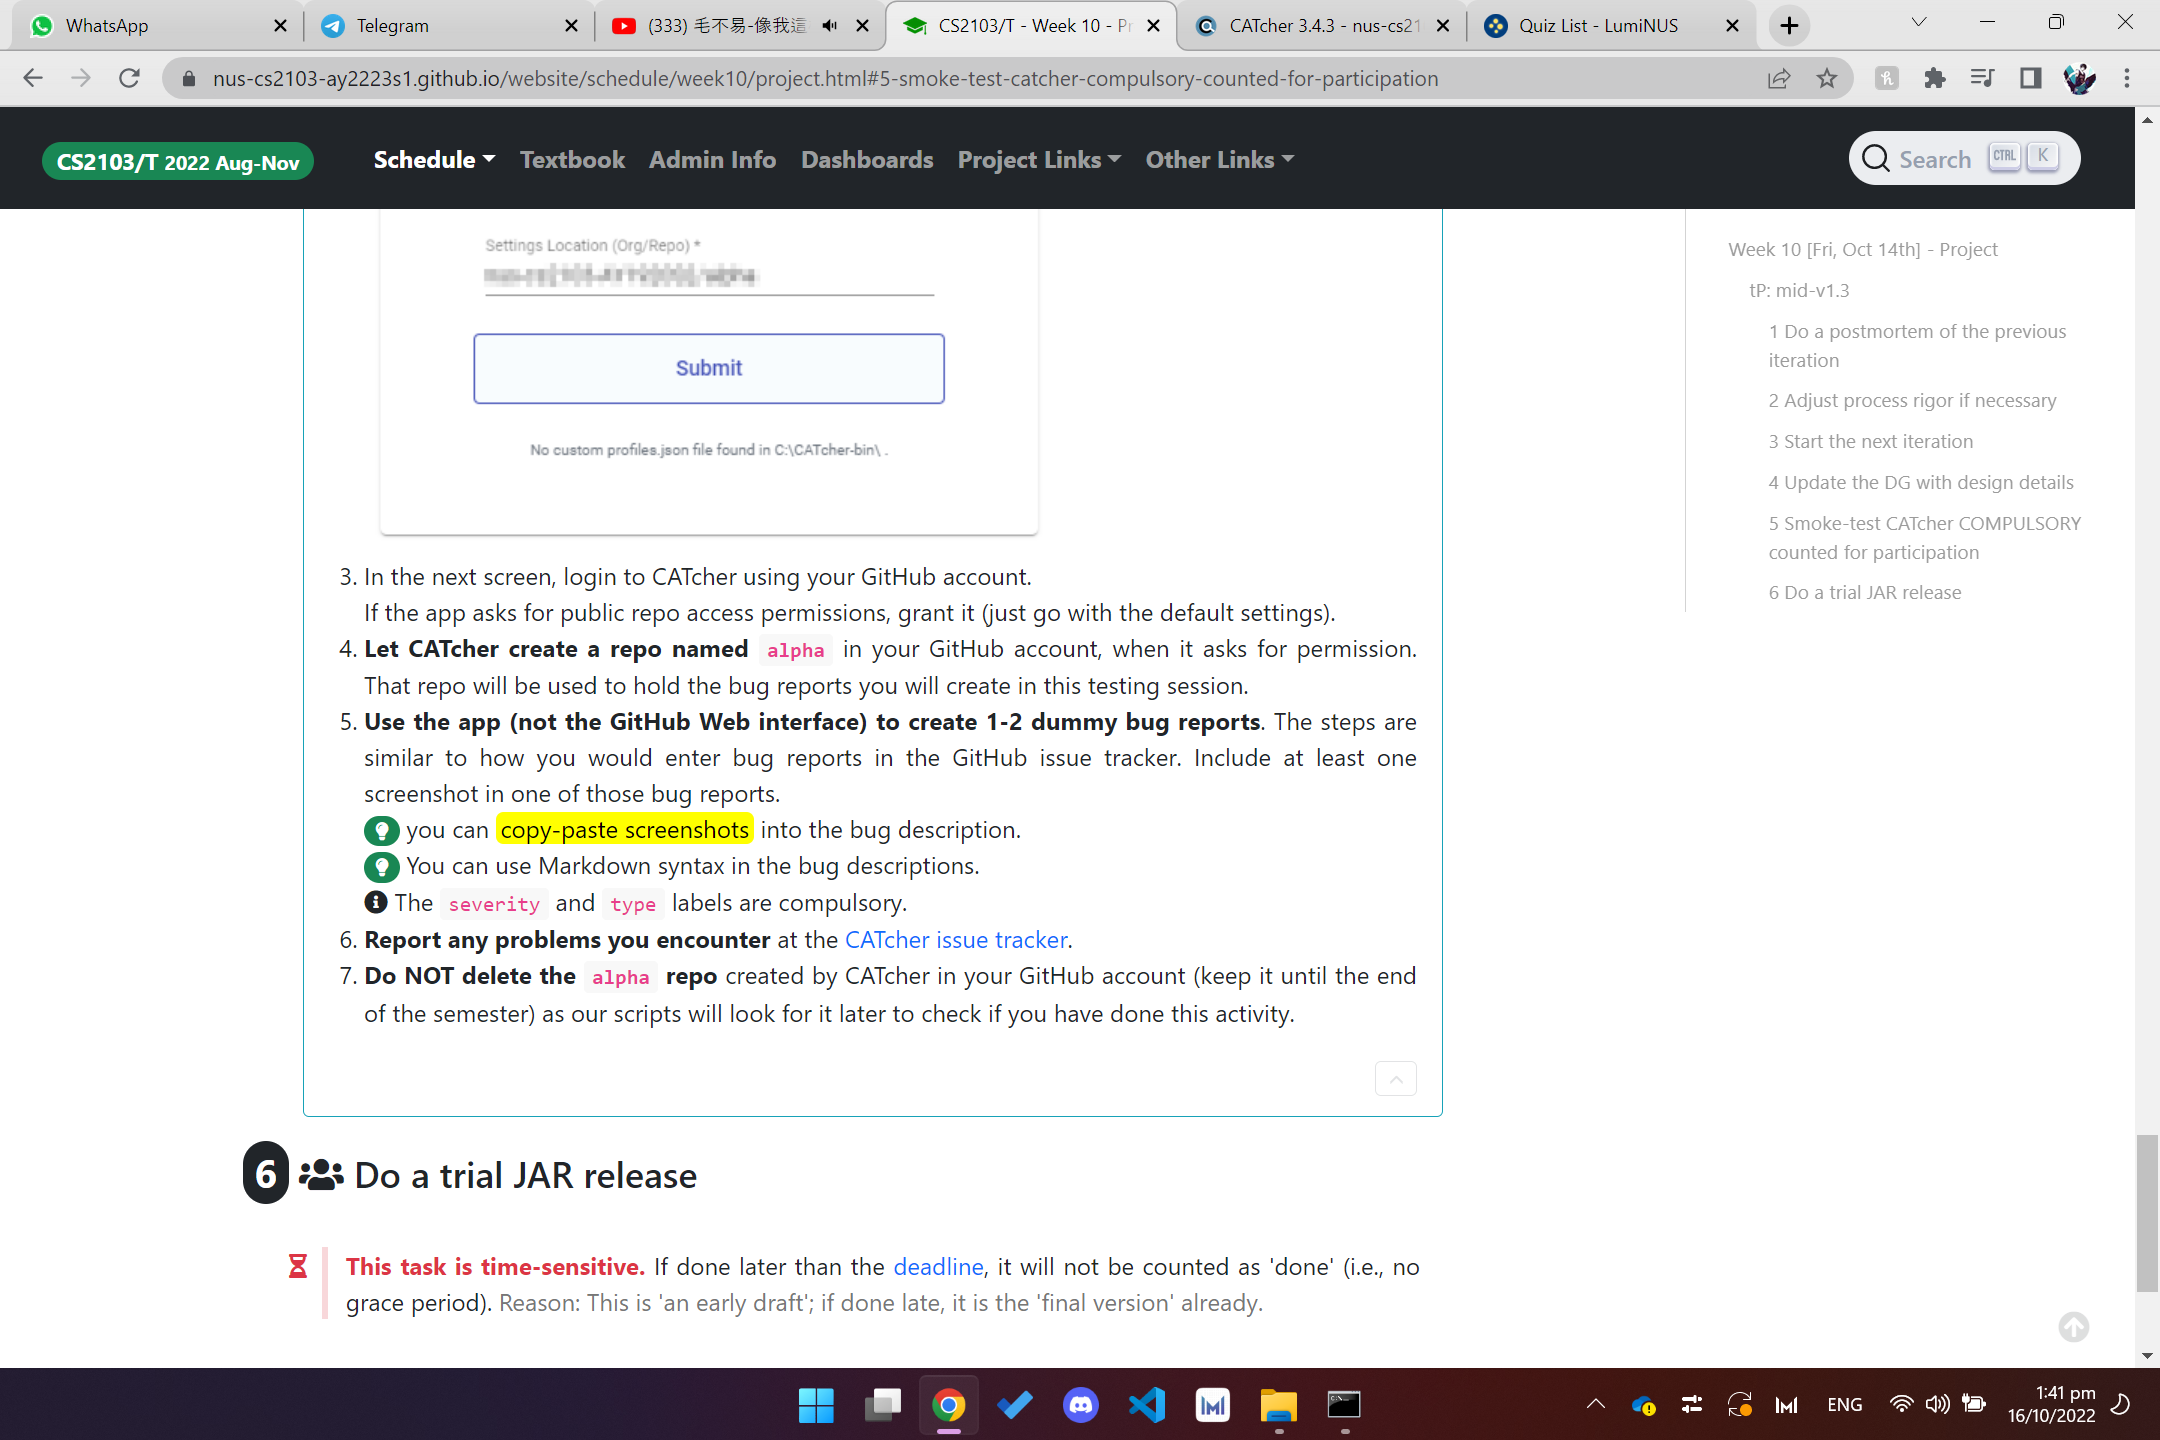 WhatsApp
Telegram
(333) 毛不易-像我這
CS2103/T - Week 10 - Pr
CATcher 3.4.3 - nus-cs21
Quiz List - LumiNUS
nus-cs2103-ay2223s1.github.io/website/schedule/week10/project.html#5-smoke-test-catcher-compulsory-counted-for-participation
CS2103/T 2022 Aug-Nov
Schedule
Textbook
Admin Info
Dashboards
Project Links
Other Links
Search CTRL K
Settings Location (Org/Repo) *
Submit
No custom profiles.json file found in C:\CATcher-bin\ .
3. In the next screen, login to CATcher using your GitHub account.
If the app asks for public repo access permissions, grant it (just go with the default settings).
4. Let CATcher create a repo named alpha in your GitHub account, when it asks for permission.
That repo will be used to hold the bug reports you will create in this testing session.
5. Use the app (not the GitHub Web interface) to create 1-2 dummy bug reports. The steps are
similar to how you would enter bug reports in the GitHub issue tracker. Include at least one
screenshot in one of those bug reports.
you can copy-paste screenshots into the bug description.
You can use Markdown syntax in the bug descriptions.
The severity and type labels are compulsory.
6. Report any problems you encounter at the CATcher issue tracker.
7. Do NOT delete the alpha repo created by CATcher in your GitHub account (keep it until the end
of the semester) as our scripts will look for it later to check if you have done this activity.
6 Do a trial JAR release
This task is time-sensitive. If done later than the deadline, it will not be counted as 'done' (i.e., no
grace period). Reason: This is 'an early draft'; if done late, it is the 'final version' already.
Week 10 [Fri, Oct 14th] - Project
tP: mid-v1.3
1 Do a postmortem of the previous
iteration
2 Adjust process rigor if necessary
3 Start the next iteration
4 Update the DG with design details
5 Smoke-test CATcher COMPULSORY
counted for participation
6 Do a trial JAR release
ENG
1:41 pm
16/10/2022